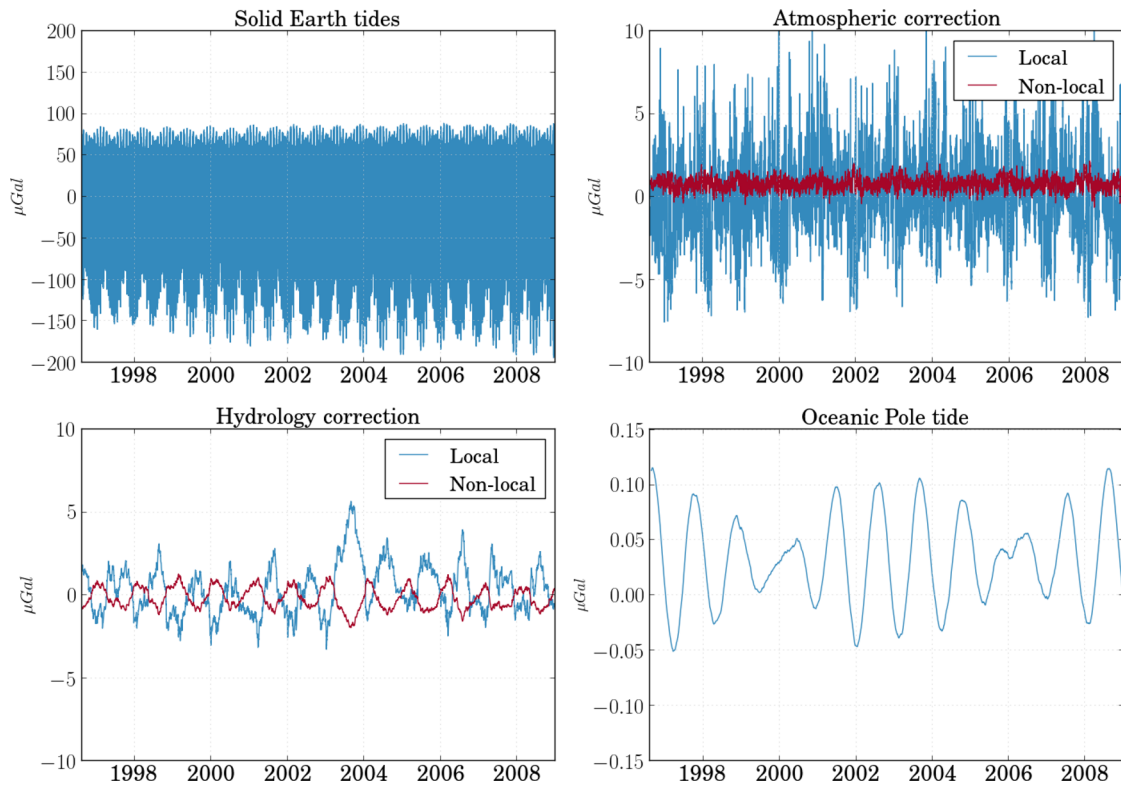 Solid Earth tides
200
150
100
50
0
−50
−100
−150
−200
μGal
1998 2000 2002 2004 2006 2008
Atmospheric correction
10
5
0
−5
−10
μGal
Local
Non-local
1998 2000 2002 2004 2006 2008
Hydrology correction
10
5
0
−5
−10
μGal
Local
Non-local
1998 2000 2002 2004 2006 2008
Oceanic Pole tide
0.15
0.10
0.05
0.00
−0.05
−0.10
−0.15
μGal
1998 2000 2002 2004 2006 2008